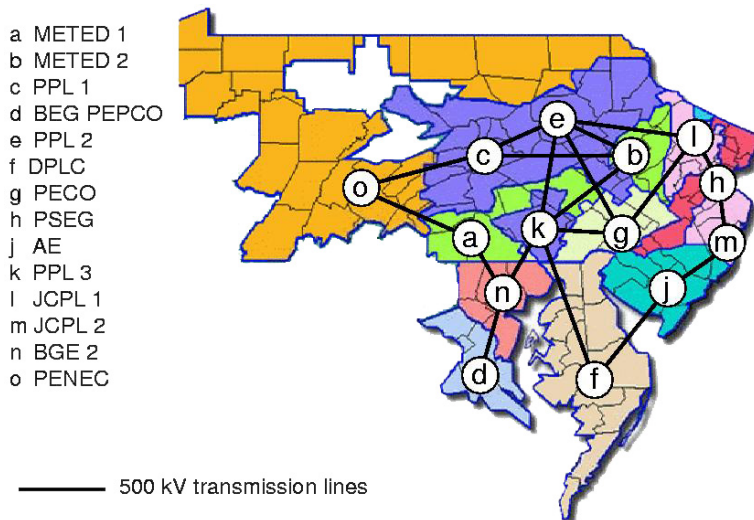 a METED 1
b METED 2
c PPL 1
d BEG PEPCO
e PPL 2
f DPLC
g PECO
h PSEG
j AE
k PPL 3
l JCPL 1
m JCPL 2
n BGE 2
o PENEC
e
l
b
c
h
o
k
g
a
m
n
j
d
f
500 kV transmission lines